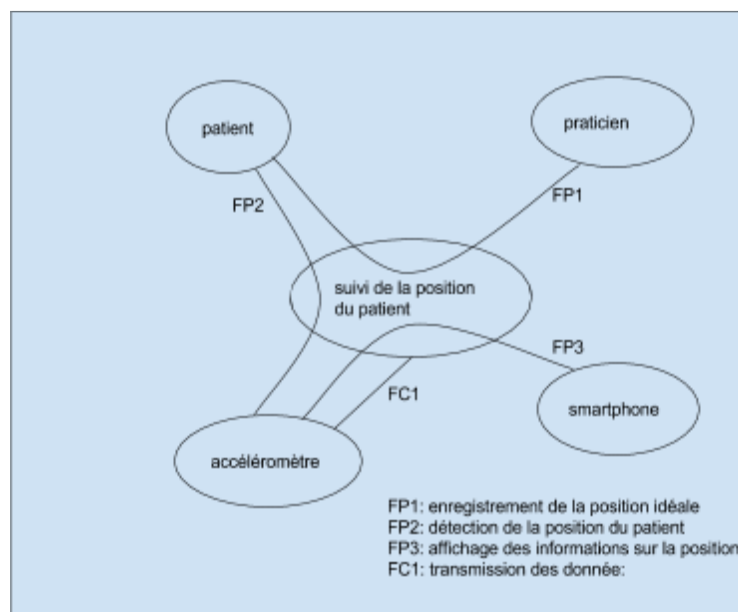 patient
praticien
FP2
FP1
suivi de la position
du patient
FP3
FC1
smartphone
accéléromètre
FP1: enregistrement de la position idéale
FP2: détection de la position du patient
FP3: affichage des informations sur la position
FC1: transmission des donnée: